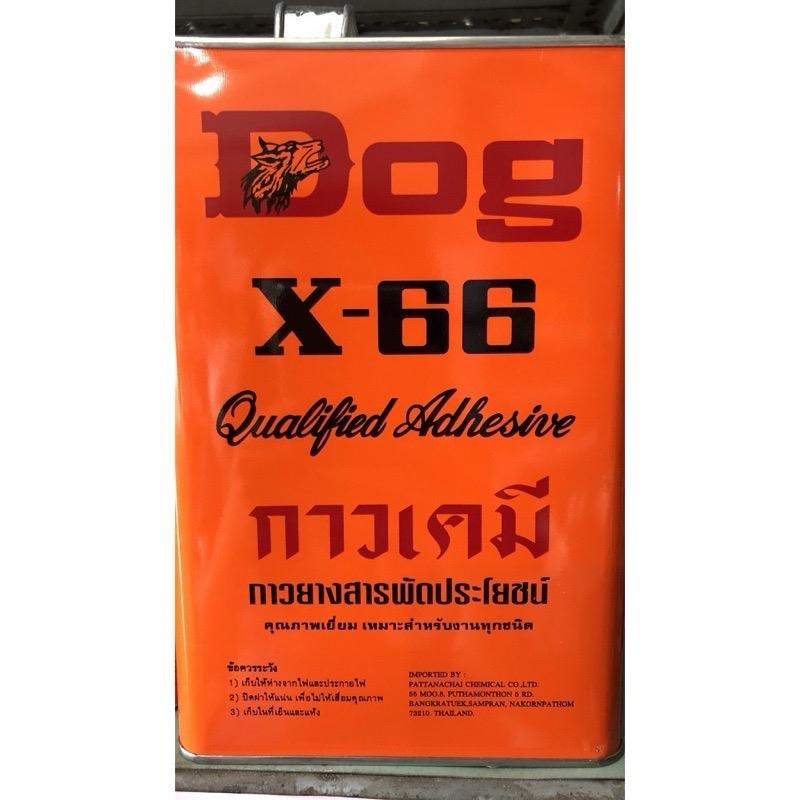 Dog
X-66
Qualified Adhesive
กาวเคมี
กาวยางสารพัดประโยชน์
คุณภาพเยี่ยม เหมาะสำหรับงานทุกชนิด
ข้อควรระวัง
1) เก็บให้ห่างจากไฟและประกายไฟ
2) ปิดฝาให้แน่น เพื่อไม่ให้เสื่อมคุณภาพ
3) เก็บในที่เย็นและแห้ง
IMPORTED BY :
PATTANACHAI CHEMICAL CO.,LTD.
55 MOO.8, PUTHAMONTHON 5 RD.
BANGKRATUEK,SAMPRAN, NAKORNPATHOM
73210. THAILAND.